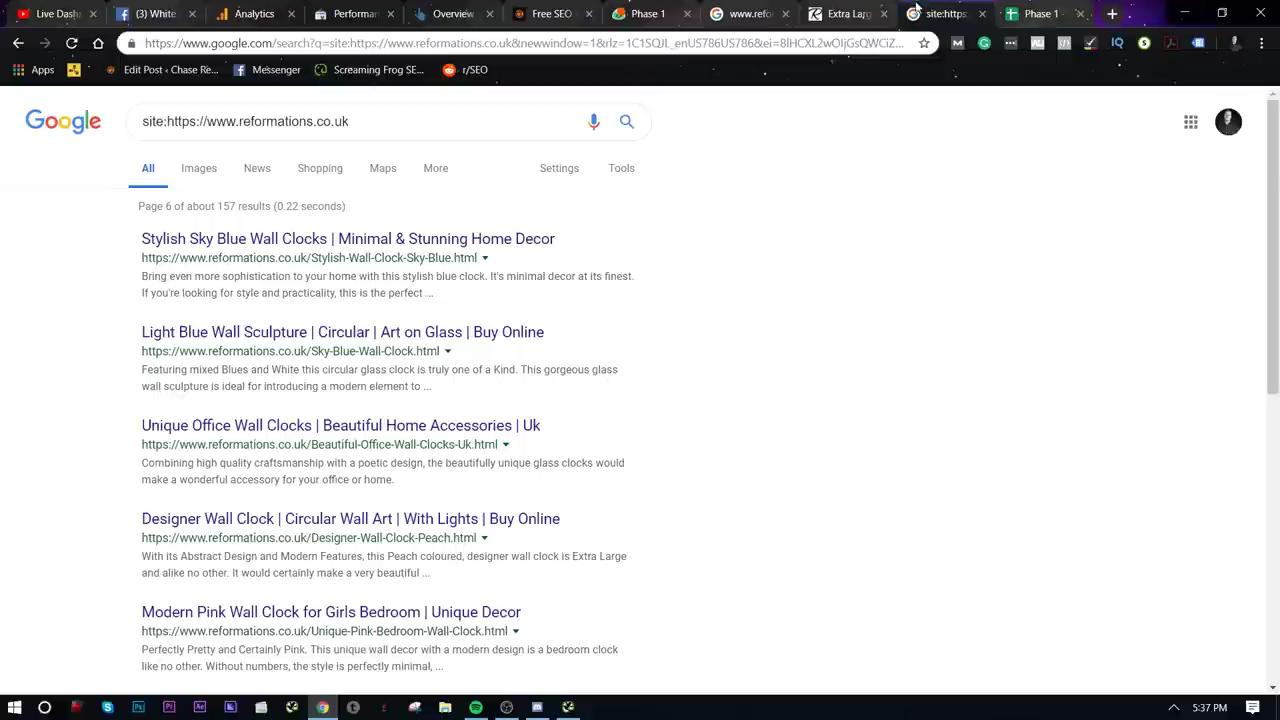 Live Dash
site:http
Perform
Overview
Free SEO
Phase 1
www.ref
Extra Larg
site:https
Phase 1
https://www.google.com/search?q=site:https://www.reformations.co.uk&newwindow=1&rlz=1C1SQJL_enUS786US786&ei=8lHCXL2wOIjGsQWCiZ...
Apps
Edit Post ‹ Chase Re...
Messenger
Screaming Frog SE...
r/SEO
Google
site:https://www.reformations.co.uk
All Images News Shopping Maps More Settings Tools
Page 6 of about 157 results (0.22 seconds)
Stylish Sky Blue Wall Clocks | Minimal & Stunning Home Decor
https://www.reformations.co.uk/Stylish-Wall-Clock-Sky-Blue.html
Bring even more sophistication to your home with this stylish blue clock. It's minimal decor at its finest.
If you're looking for style and practicality, this is the perfect ...
Light Blue Wall Sculpture | Circular | Art on Glass | Buy Online
https://www.reformations.co.uk/Sky-Blue-Wall-Clock.html
Featuring mixed Blues and White this circular glass clock is truly one of a Kind. This gorgeous glass
wall sculpture is ideal for introducing a modern element to ...
Unique Office Wall Clocks | Beautiful Home Accessories | Uk
https://www.reformations.co.uk/Beautiful-Office-Wall-Clocks-Uk.html
Combining high quality craftsmanship with a poetic design, the beautifully unique glass clocks would
make a wonderful accessory for your office or home.
Designer Wall Clock | Circular Wall Art | With Lights | Buy Online
https://www.reformations.co.uk/Designer-Wall-Clock-Peach.html
With its Abstract Design and Modern Features, this Peach coloured, designer wall clock is Extra Large
and alike no other. It would certainly make a very beautiful ...
Modern Pink Wall Clock for Girls Bedroom | Unique Decor
https://www.reformations.co.uk/Unique-Pink-Bedroom-Wall-Clock.html
Perfectly Pretty and Certainly Pink. This unique wall decor with a modern design is a bedroom clock
like no other. Without numbers, the style is perfectly minimal, ...
5:37 PM